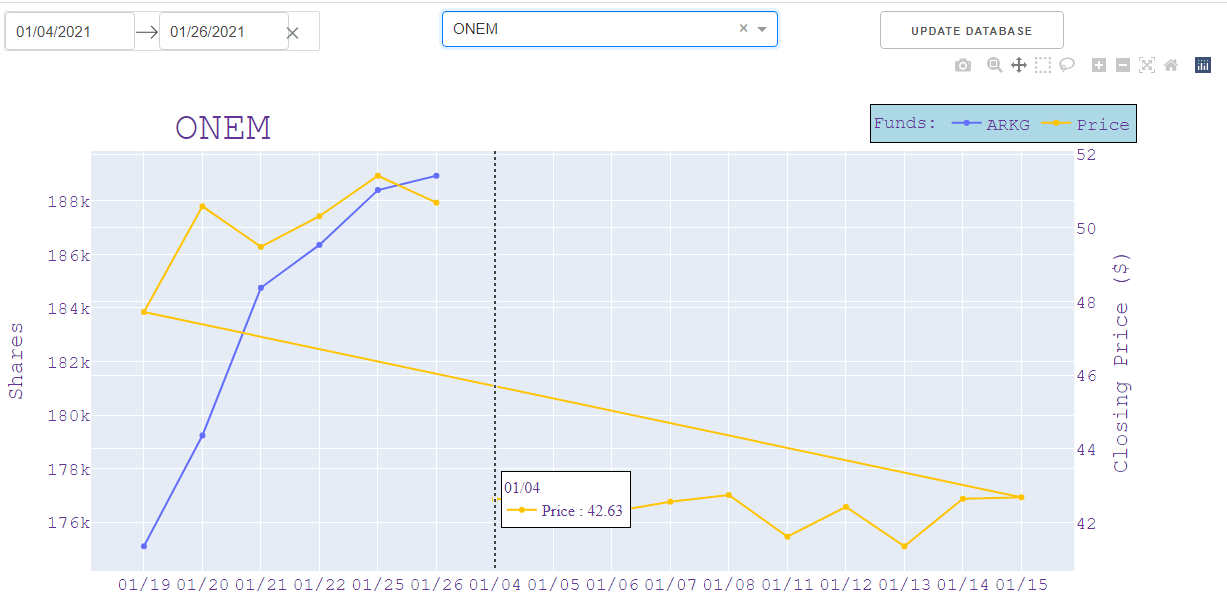 01/04/2021 01/26/2021 ONEM UPDATE DATABASE
ONEM
Funds: ARKG Price
52
188k
50
186k
184k
48
182k
46
180k
44
178k
176k
42
Shares
Closing Price ($)
01/04
Price : 42.63
01/19 01/20 01/21 01/22 01/25 01/26 01/04 01/05 01/06 01/07 01/08 01/11 01/12 01/13 01/14 01/15